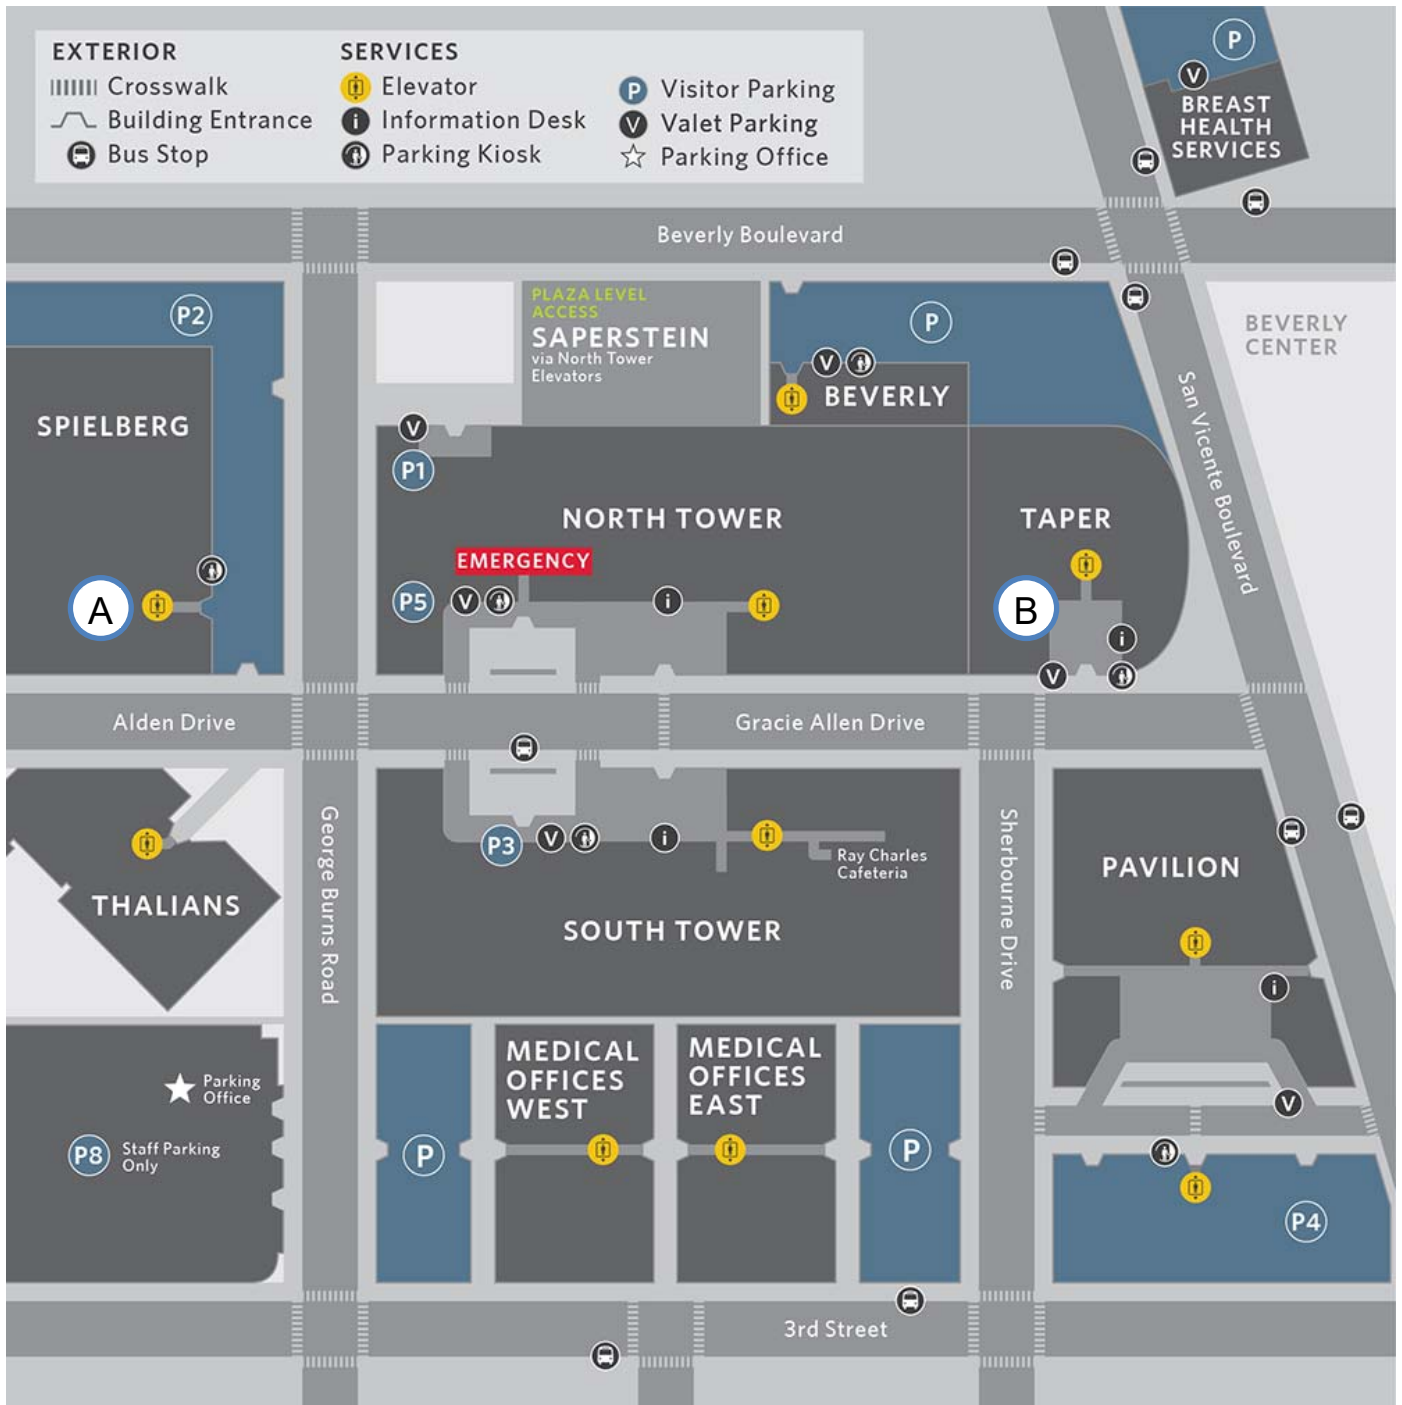 EXTERIOR
Crosswalk
Building Entrance
Bus Stop
SERVICES
Elevator
i Information Desk
Parking Kiosk
P Visitor Parking
V Valet Parking
Parking Office
P
V
BREAST
HEALTH
SERVICES
Beverly Boulevard
P2
SPIELBERG
A
PLAZA LEVEL
ACCESS
SAPERSTEIN
via North Tower
Elevators
P
V
BEVERLY
BEVERLY
CENTER
San Vicente Boulevard
V
P1
NORTH TOWER
EMERGENCY
P5
V
i
TAPER
B
i
V
Alden Drive
Gracie Allen Drive
George Burns Road
THALIANS
P3
V
i
Ray Charles
Cafeteria
SOUTH TOWER
Sherbourne Drive
PAVILION
i
V
Parking
Office
P8
Staff Parking
Only
P
MEDICAL
OFFICES
WEST
MEDICAL
OFFICES
EAST
P
P4
3rd Street